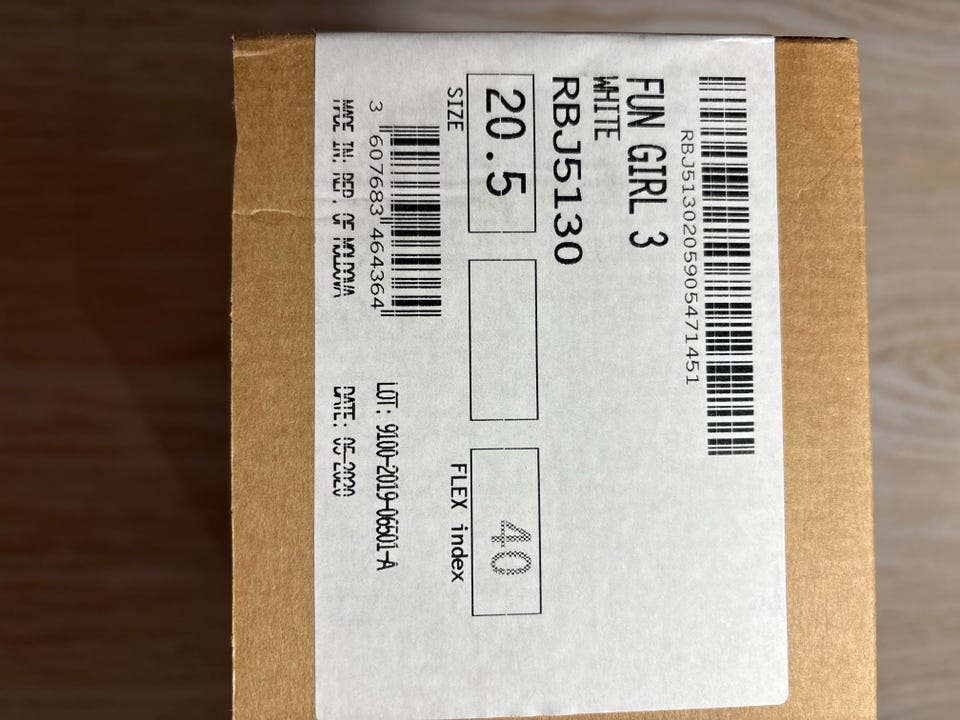 RBJ5130205905471451
FUN GIRL 3
WHITE
RBJ5130
20.5
40
SIZE
FLEX index
3 607683 464364
LOT: 9100-2019-06501-A
MADE IN: REP. OF MOLDOVA
DATE: 05-2020